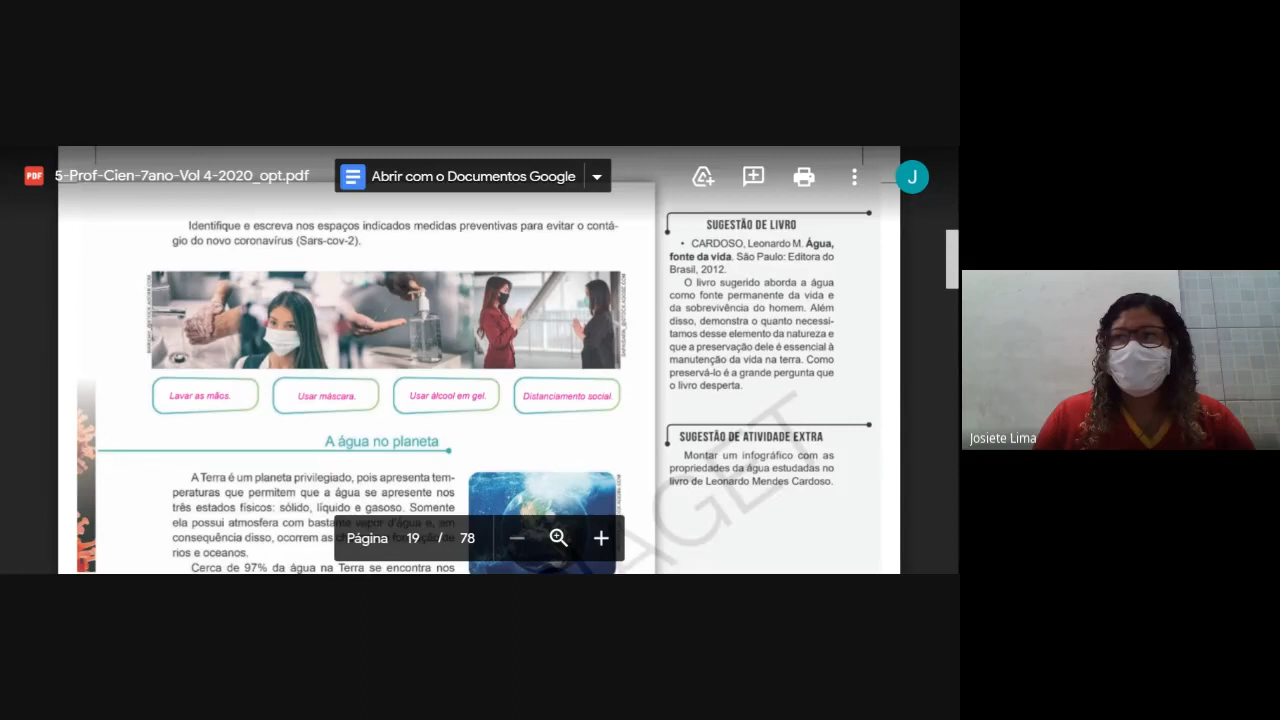 PDF
5-Prof-Cien-7ano-Vol 4-2020_opt.pdf
Abrir com o Documentos Google
J
Identifique e escreva nos espaços indicados medidas preventivas para evitar o contá-
gio do novo coronavírus (Sars-cov-2).
Lavar as mãos.
Usar máscara.
Usar álcool em gel.
Distanciamento social.
A água no planeta
A Terra é um planeta privilegiado, pois apresenta tem-
peraturas que permitem que a água se apresente nos
três estados físicos: sólido, líquido e gasoso. Somente
ela possui atmosfera com bastante vapor d'água e, em
consequência disso, ocorrem as de
rios e oceanos.
Cerca de 97% da água na Terra se encontra nos
Página 19 / 78
SUGESTÃO DE LIVRO
• CARDOSO, Leonardo M. Água,
fonte da vida. São Paulo: Editora do
Brasil, 2012.
O livro sugerido aborda a água
como fonte permanente da vida e
da sobrevivência do homem. Além
disso, demonstra o quanto necessi-
tamos desse elemento da natureza e
que a preservação dele é essencial à
manutenção da vida na terra. Como
preservá-lo é a grande pergunta que
o livro desperta.
SUGESTÃO DE ATIVIDADE EXTRA
Montar um infográfico com as
propriedades da água estudadas no
livro de Leonardo Mendes Cardoso.
AGET
Josiete Lima